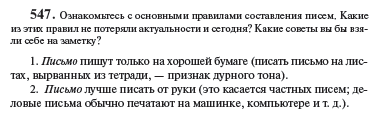 547. Ознакомьтесь с основными правилами составления писем. Какие
из этих правил не потеряли актуальности и сегодня? Какие советы вы бы взя-
ли себе на заметку?
1. Письмо пишут только на хорошей бумаге (писать письмо на лис-
тах, вырванных из тетради, — признак дурного тона).
2. Письмо лучше писать от руки (это касается частных писем; де-
ловые письма обычно печатают на машинке, компьютере и т. д.).